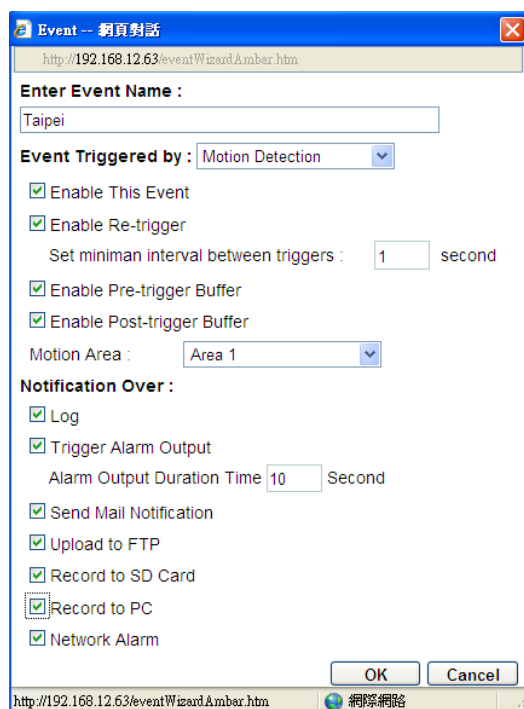 Event -- 網頁對話
http://192.168.12.63/eventWizardAmbar.htm
Enter Event Name :
Taipei
Event Triggered by : Motion Detection
Enable This Event
Enable Re-trigger
Set miniman interval between triggers : 1 second
Enable Pre-trigger Buffer
Enable Post-trigger Buffer
Motion Area : Area 1
Notification Over :
Log
Trigger Alarm Output
Alarm Output Duration Time 10 Second
Send Mail Notification
Upload to FTP
Record to SD Card
Record to PC
Network Alarm
OK Cancel
http://192.168.12.63/eventWizardAmbar.htm 網際網路